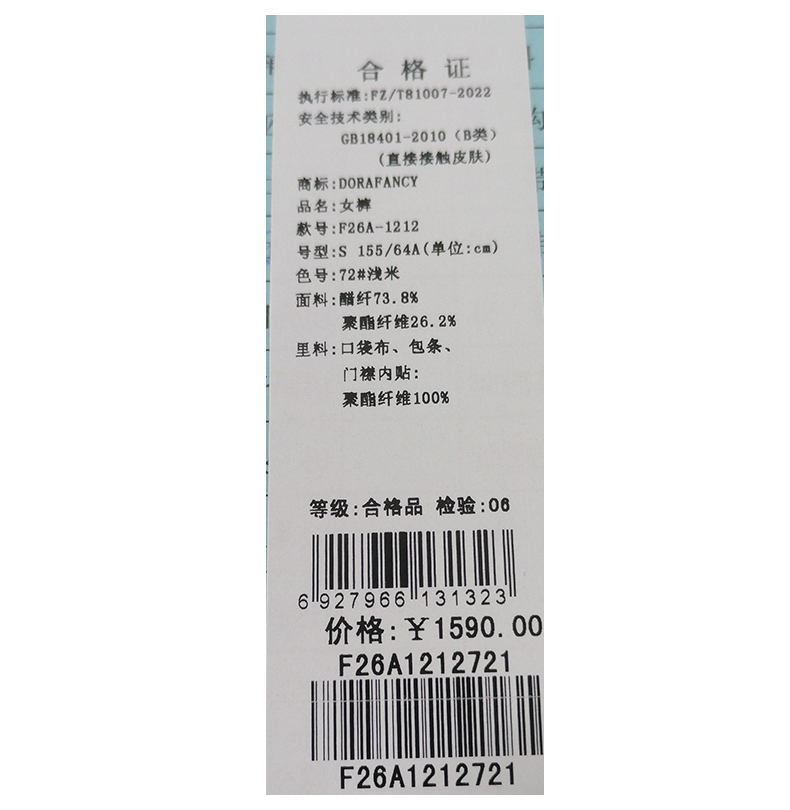 合格证
执行标准:FZ/T81007-2022
安全技术类别:
GB18401-2010（B类）
(直接接触皮肤)
商标:DORAFANCY
品名:女裤
款号:F26A-1212
号型:S 155/64A(单位:cm)
色号:72#浅米
面料:醋纤73.8%
聚酯纤维26.2%
里料:口袋布、包条、
门襟内贴:
聚酯纤维100%
等级:合格品 检验:06
6 927966 131323
价格:￥1590.00
F26A1212721
F26A1212721